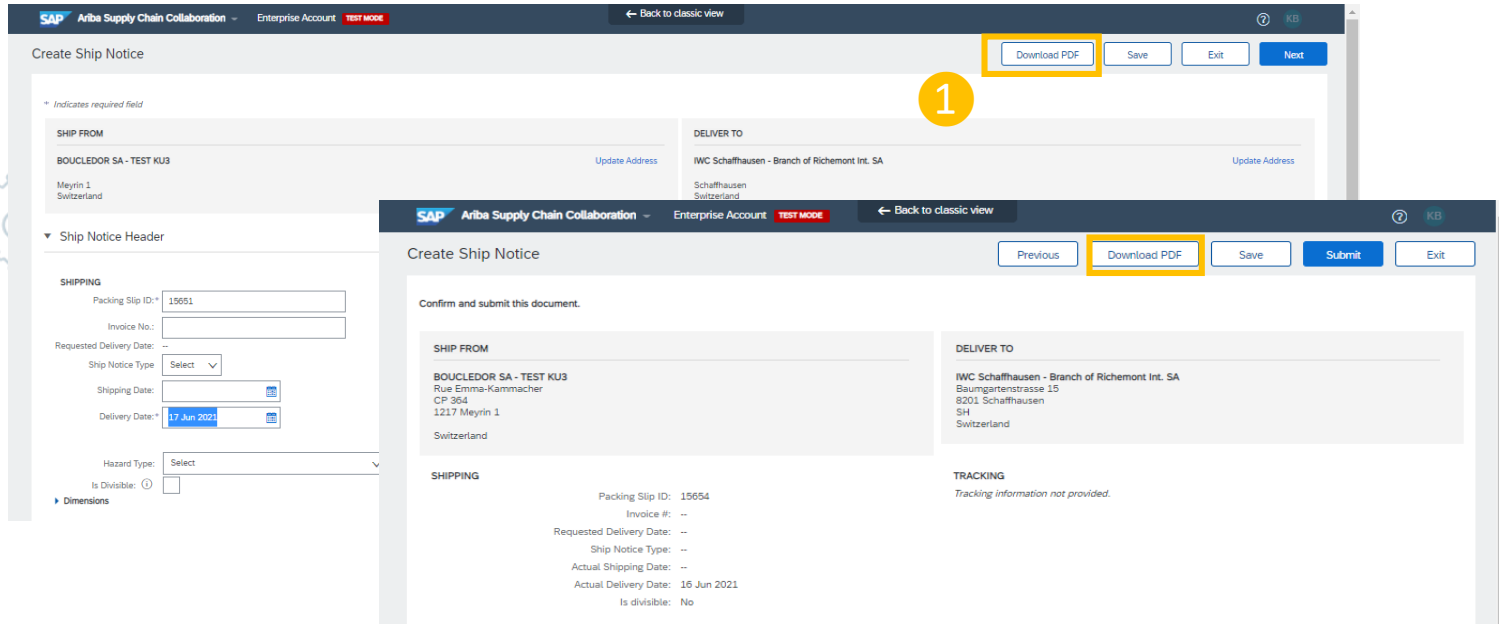 SAP Ariba Supply Chain Collaboration Enterprise Account TEST MODE ← Back to classic view ? KB
Create Ship Notice Download PDF Save Exit Next
1
* Indicates required field
SHIP FROM
BOUCLEDOR SA - TEST KU3 Update Address
Meyrin 1
Switzerland
DELIVER TO
IWC Schaffhausen - Branch of Richemont Int. SA Update Address
Schaffhausen
Switzerland
Ship Notice Header
SHIPPING
Packing Slip ID:* 15651
Invoice No.:
Requested Delivery Date: --
Ship Notice Type Select
Shipping Date:
Delivery Date:* 17 Jun 2021
Hazard Type: Select
Is Divisible: i
Dimensions
SAP Ariba Supply Chain Collaboration Enterprise Account TEST MODE ← Back to classic view ? KB
Create Ship Notice Previous Download PDF Save Submit Exit
Confirm and submit this document.
SHIP FROM
BOUCLEDOR SA - TEST KU3
Rue Emma-Kammacher
CP 364
1217 Meyrin 1
Switzerland
DELIVER TO
IWC Schaffhausen - Branch of Richemont Int. SA
Baumgartenstrasse 15
8201 Schaffhausen
SH
Switzerland
SHIPPING
Packing Slip ID: 15654
Invoice #: --
Requested Delivery Date: --
Ship Notice Type: --
Actual Shipping Date: --
Actual Delivery Date: 16 Jun 2021
Is divisible: No
TRACKING
Tracking information not provided.